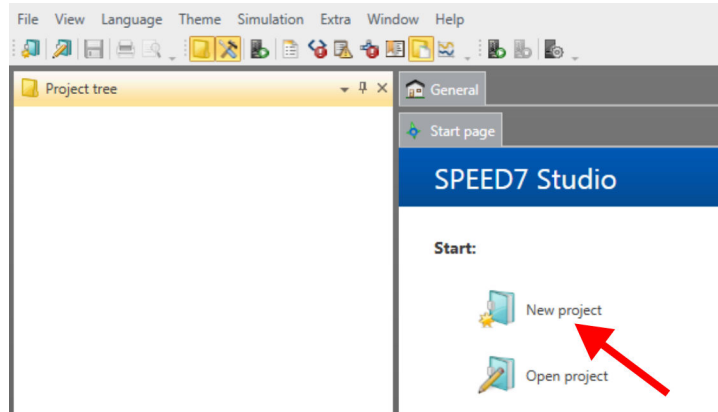 File View Language Theme Simulation Extra Window Help
Project tree
General
Start page
SPEED7 Studio
Start:
New project
Open project